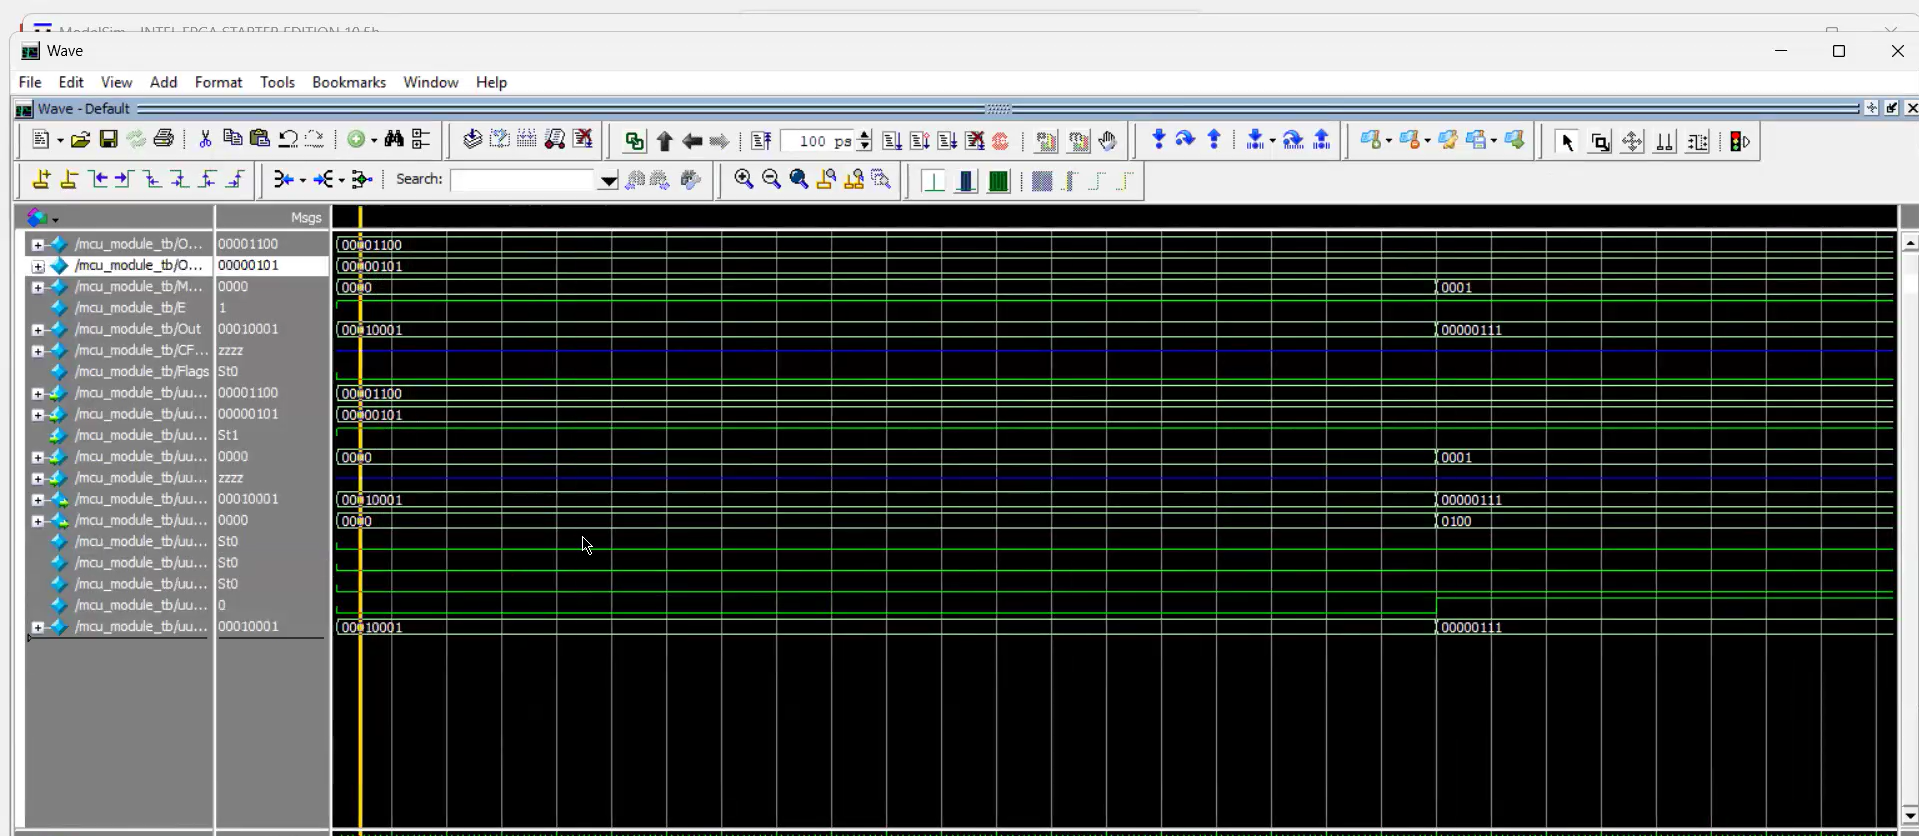 ModelSim - INTEL FPGA STARTER EDITION 10.5b
Wave
File Edit View Add Format Tools Bookmarks Window Help
Wave - Default
100 ps
Search:
Msgs
/mcu_module_tb/O... 00001100 00001100
/mcu_module_tb/O... 00000101 00000101
/mcu_module_tb/M... 0000 0000 0001
/mcu_module_tb/E 1
/mcu_module_tb/Out 00010001 00010001 00000111
/mcu_module_tb/CF... zzzz
/mcu_module_tb/Flags St0
/mcu_module_tb/uu... 00001100 00001100
/mcu_module_tb/uu... 00000101 00000101
/mcu_module_tb/uu... St1
/mcu_module_tb/uu... 0000 0000 0001
/mcu_module_tb/uu... zzzz
/mcu_module_tb/uu... 00010001 00010001 00000111
/mcu_module_tb/uu... 0000 0000 0100
/mcu_module_tb/uu... St0
/mcu_module_tb/uu... St0
/mcu_module_tb/uu... St0
/mcu_module_tb/uu... 0
/mcu_module_tb/uu... 00010001 00010001 00000111